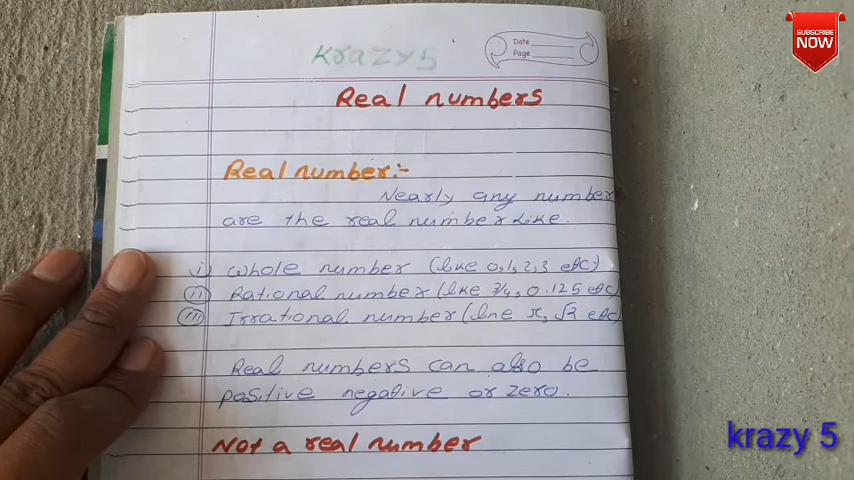 SUBSCRIBE
NOW
Krazy 5
Date
Page
Real numbers
Real number:-
Nearly any number
are the real number Like.
i) Whole number (like 0,1,2,3 etc)
(ii) Rational number (like 3/4, 0.125 etc)
(iii) Irrational number (like π, √2 etc)
Real numbers can also be
positive negative or zero.
Not a real number
krazy 5